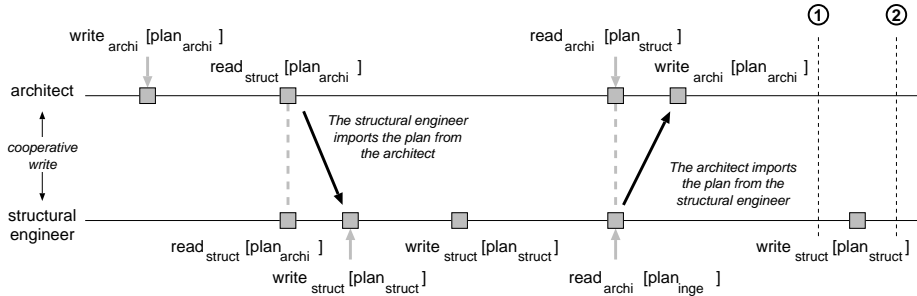 ① ②
write archi [plan archi ]
read struct [plan archi ]
read archi [plan struct ]
write archi [plan archi ]
architect
The structural engineer
imports the plan from
the architect
cooperative
write
The architect imports
the plan from the
structural engineer
structural
engineer
read struct [plan archi ]
write struct [plan struct ]
write struct [plan struct ]
read archi [plan inge ]
write struct [plan struct ]